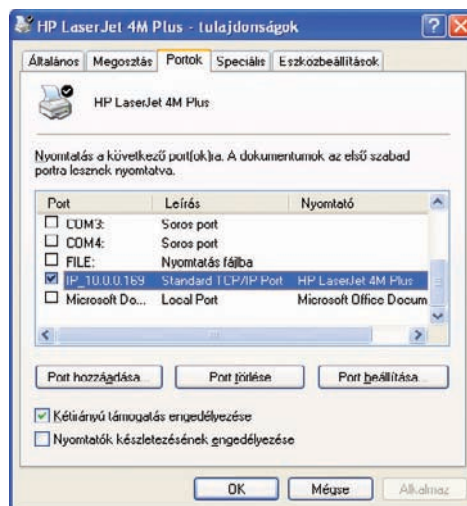 HP LaserJet 4M Plus - tulajdonságok
Általános Megosztás Portok Speciális Eszközbeállítások
HP LaserJet 4M Plus
Nyomtatás a következő port(ok)ra. A dokumentumok az első szabad
portra lesznek nyomtatva.
Port Leírás Nyomtató
COM3: Soros port
COM4: Soros port
FILE: Nyomtatás fájlba
IP_10.0.0.169 Standard TCP/IP Port HP LaserJet 4M Plus
Microsoft Do... Local Port Microsoft Office Docum
Port hozzáadása... Port törlése Port beállítása...
Kétirányú támogatás engedélyezése
Nyomtatók készletezésének engedélyezése
OK Mégse Alkalmaz